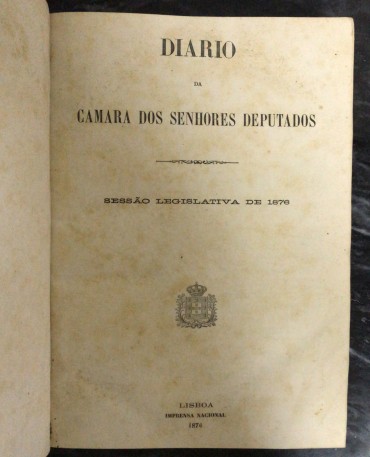 DIARIO
DA
CAMARA DOS SENHORES DEPUTADOS
SESSÃO LEGISLATIVA DE 1876
LISBOA
IMPRENSA NACIONAL
1876